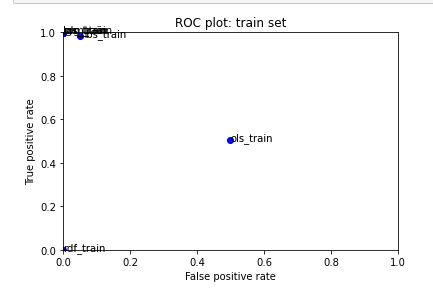 ROC plot: train set
1.0
0.8
0.6
0.4
0.2
0.0
True positive rate
ols_train
rdf_train
0.0
0.2
0.4
0.6
0.8
1.0
False positive rate